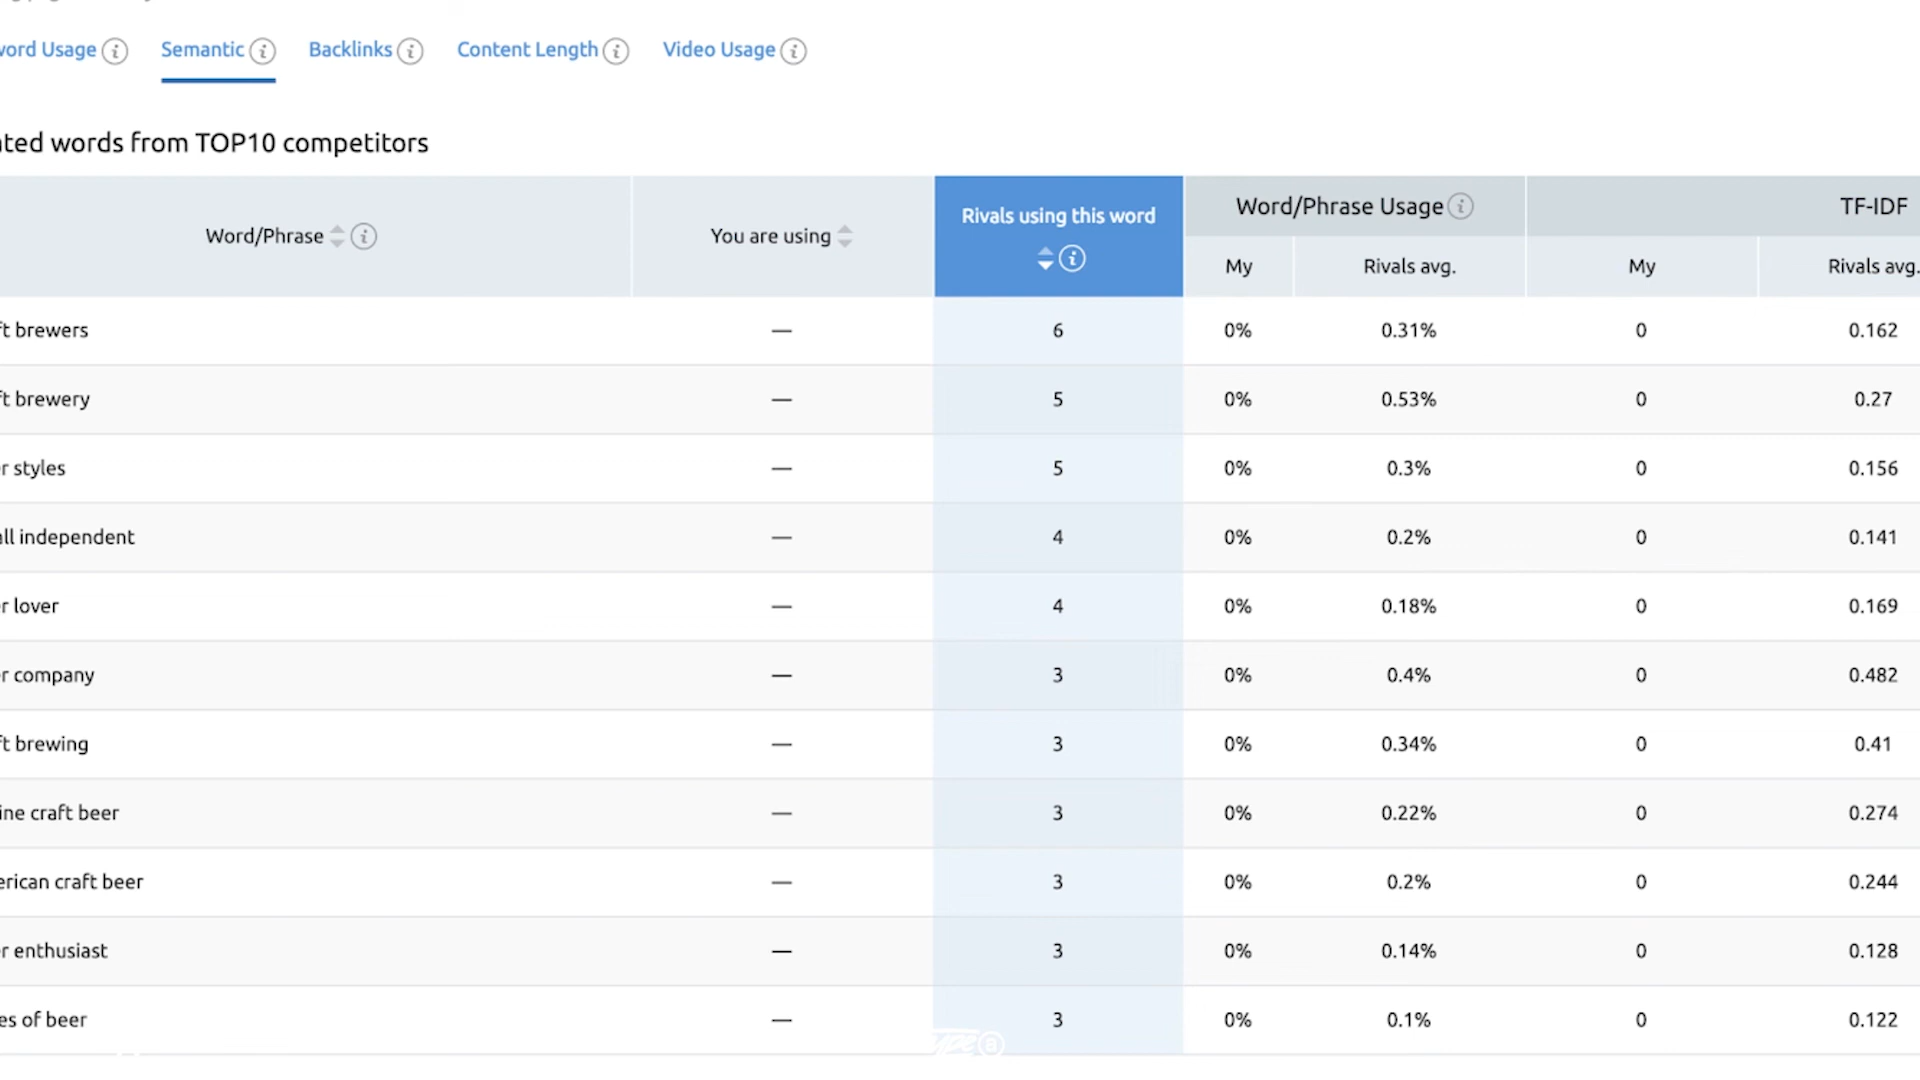 word Usage Semantic Backlinks Content Length Video Usage
ated words from TOP10 competitors
Word/Phrase You are using Rivals using this word Word/Phrase Usage TF-IDF
My Rivals avg. My Rivals avg.
ft brewers — 6 0% 0.31% 0 0.162
ft brewery — 5 0% 0.53% 0 0.27
r styles — 5 0% 0.3% 0 0.156
all independent — 4 0% 0.2% 0 0.141
r lover — 4 0% 0.18% 0 0.169
r company — 3 0% 0.4% 0 0.482
ft brewing — 3 0% 0.34% 0 0.41
ine craft beer — 3 0% 0.22% 0 0.274
erican craft beer — 3 0% 0.2% 0 0.244
r enthusiast — 3 0% 0.14% 0 0.128
es of beer — 3 0% 0.1% 0 0.122